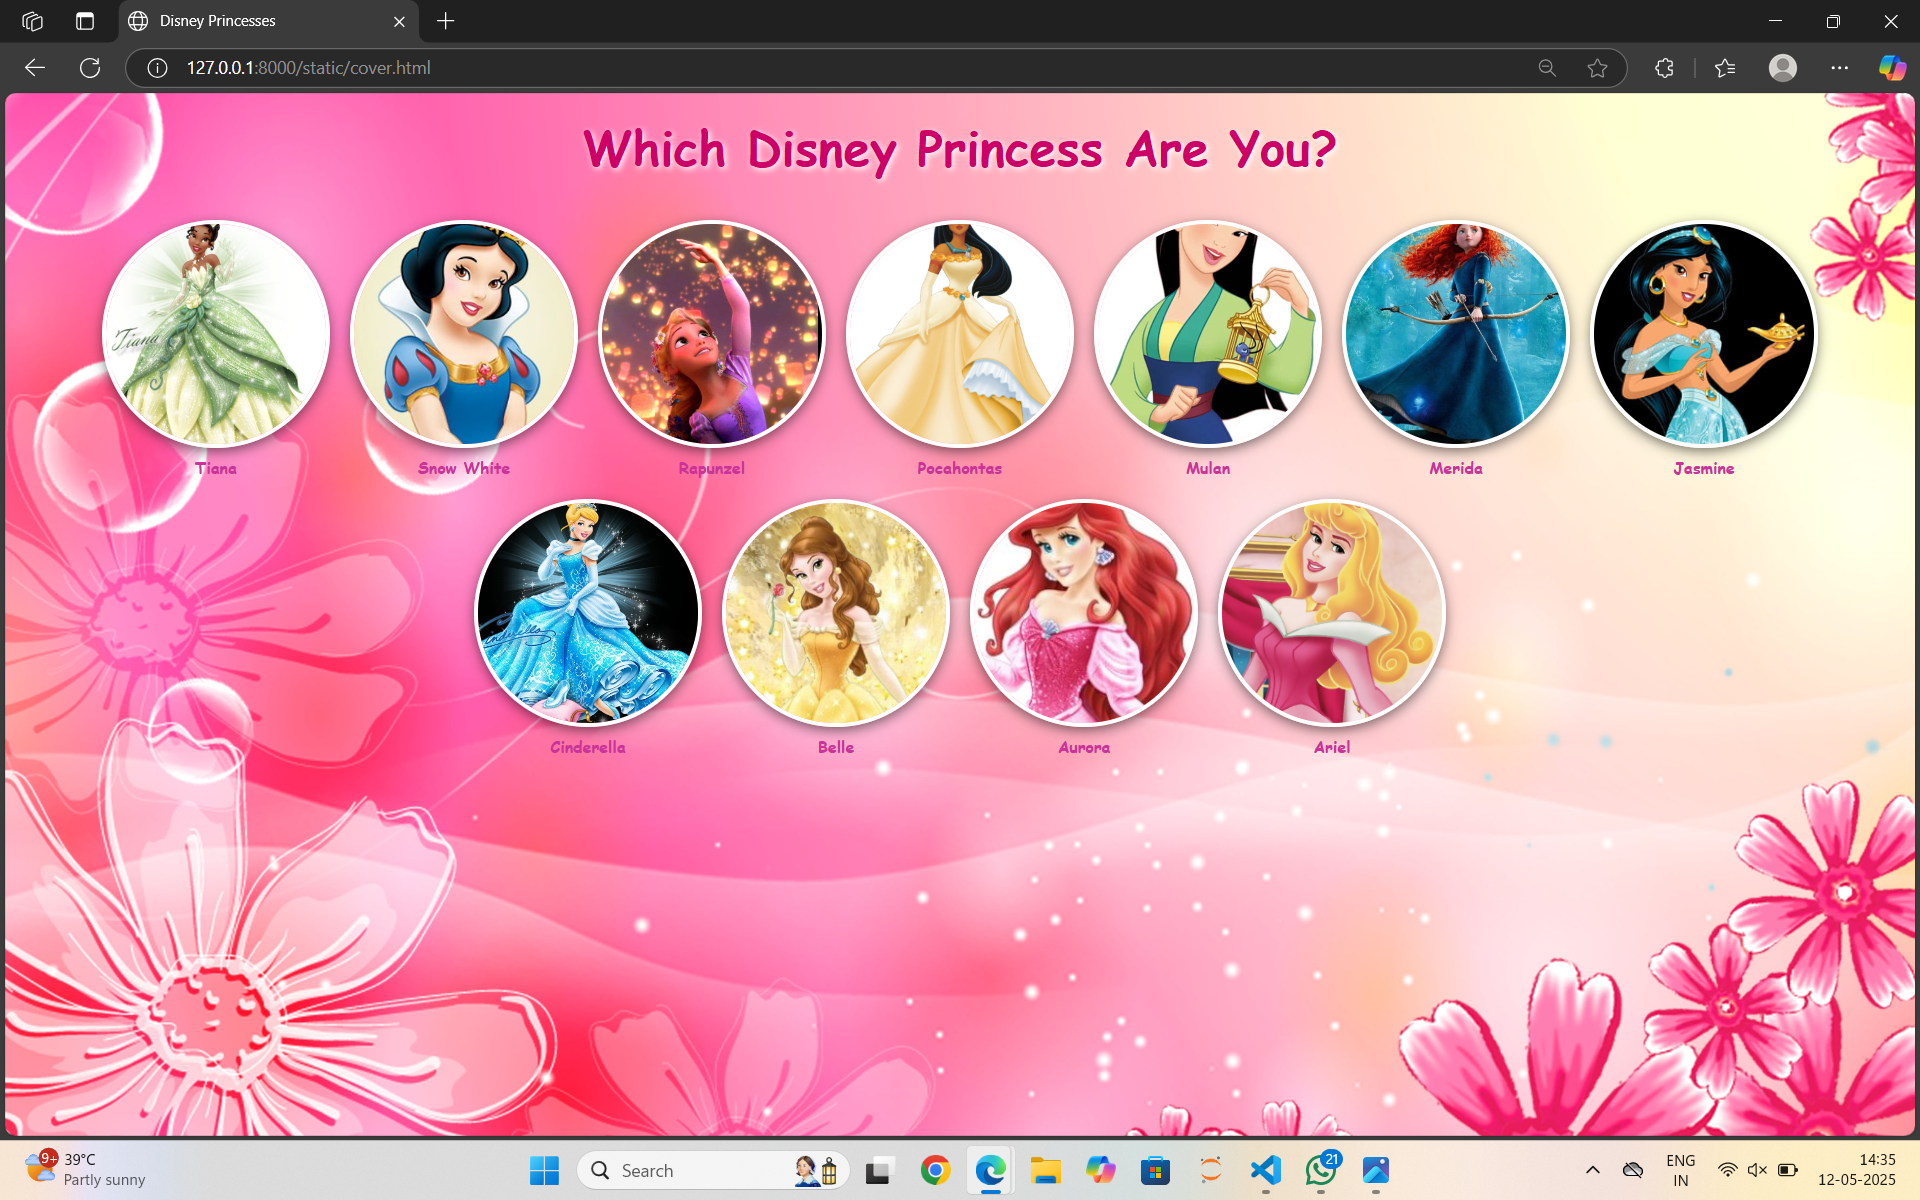 Disney Princesses
127.0.0.1:8000/static/cover.html
Which Disney Princess Are You?
Tiana
Tiana
Snow White
Rapunzel
Pocahontas
Mulan
Merida
Jasmine
Cinderella
Belle
Aurora
Ariel
9+
39°C
Partly sunny
Search
21
ENG
IN
14:35
12-05-2025